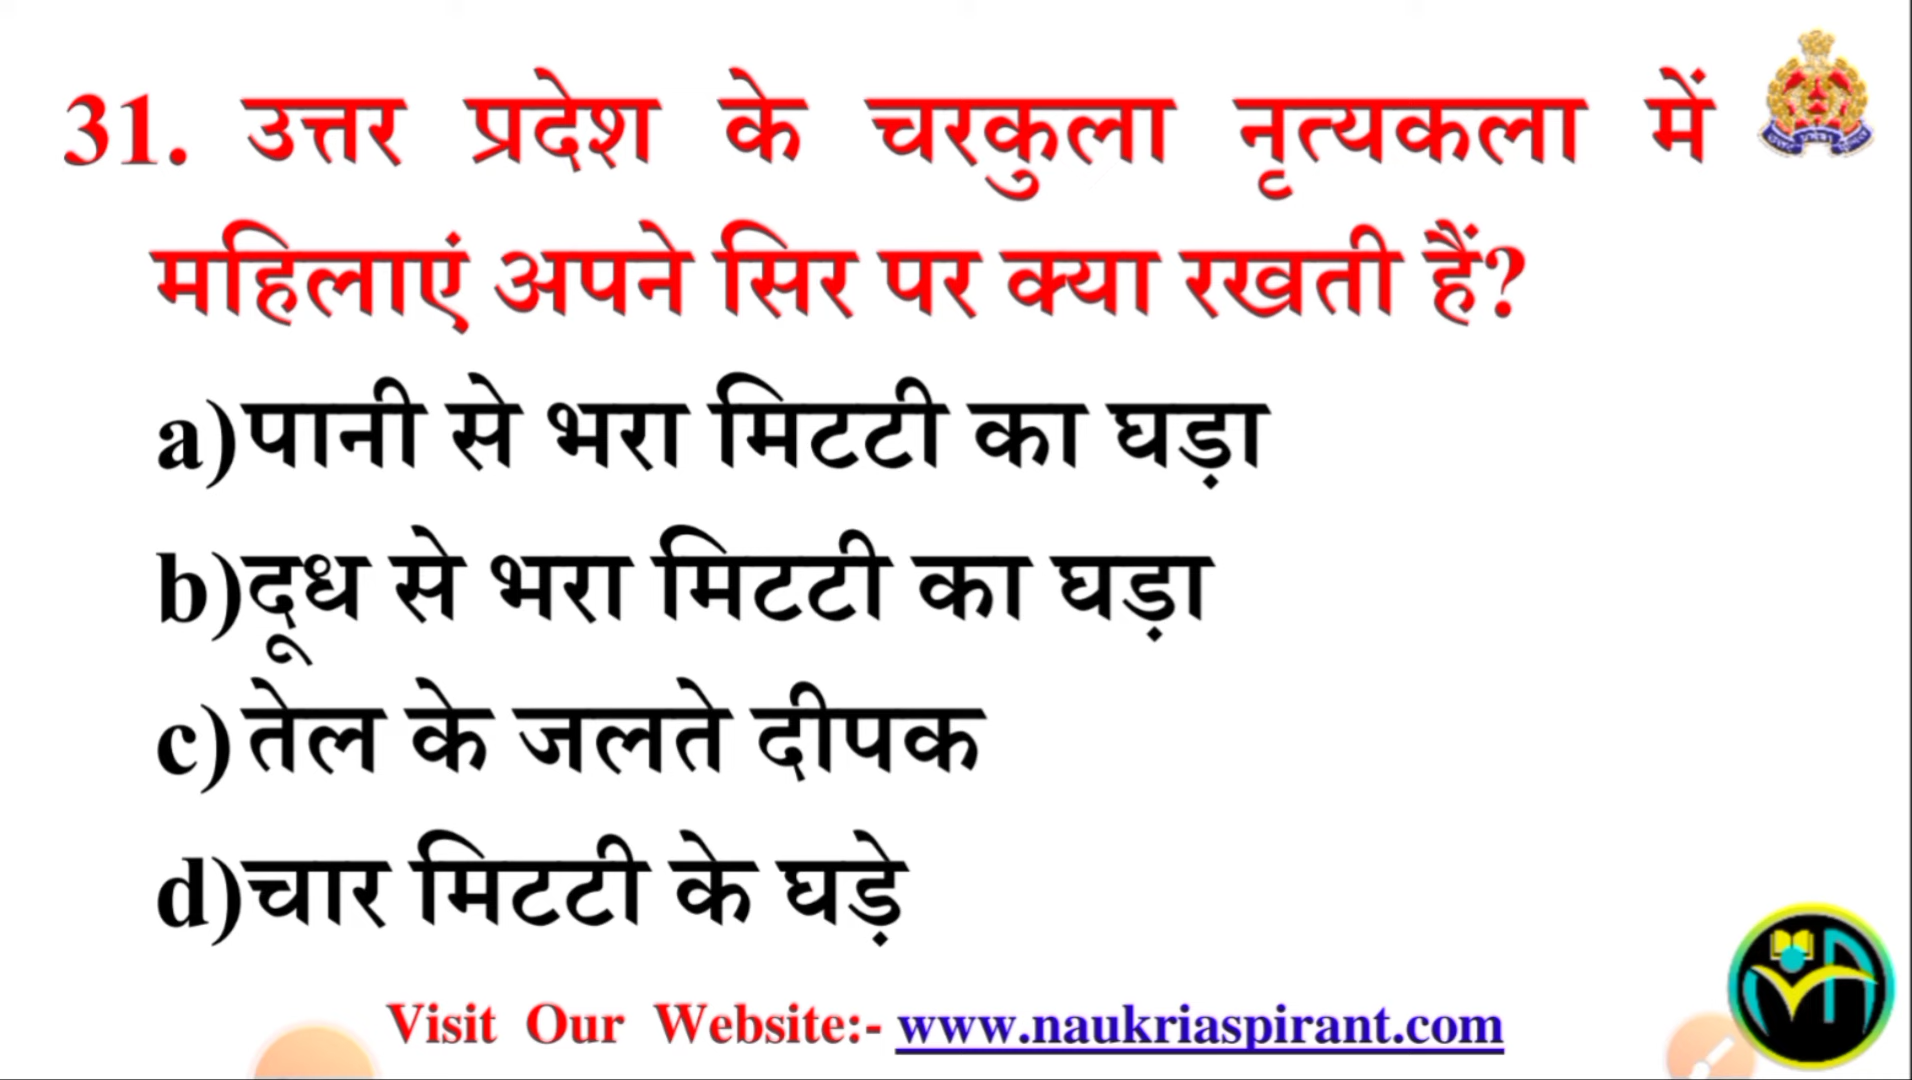 31. उत्तर प्रदेश के चरकुला नृत्यकला में
महिलाएं अपने सिर पर क्या रखती हैं?
a)पानी से भरा मिटटी का घड़ा
b)दूध से भरा मिटटी का घड़ा
c)तेल के जलते दीपक
d)चार मिटटी के घड़े
Visit Our Website:- www.naukriaspirant.com